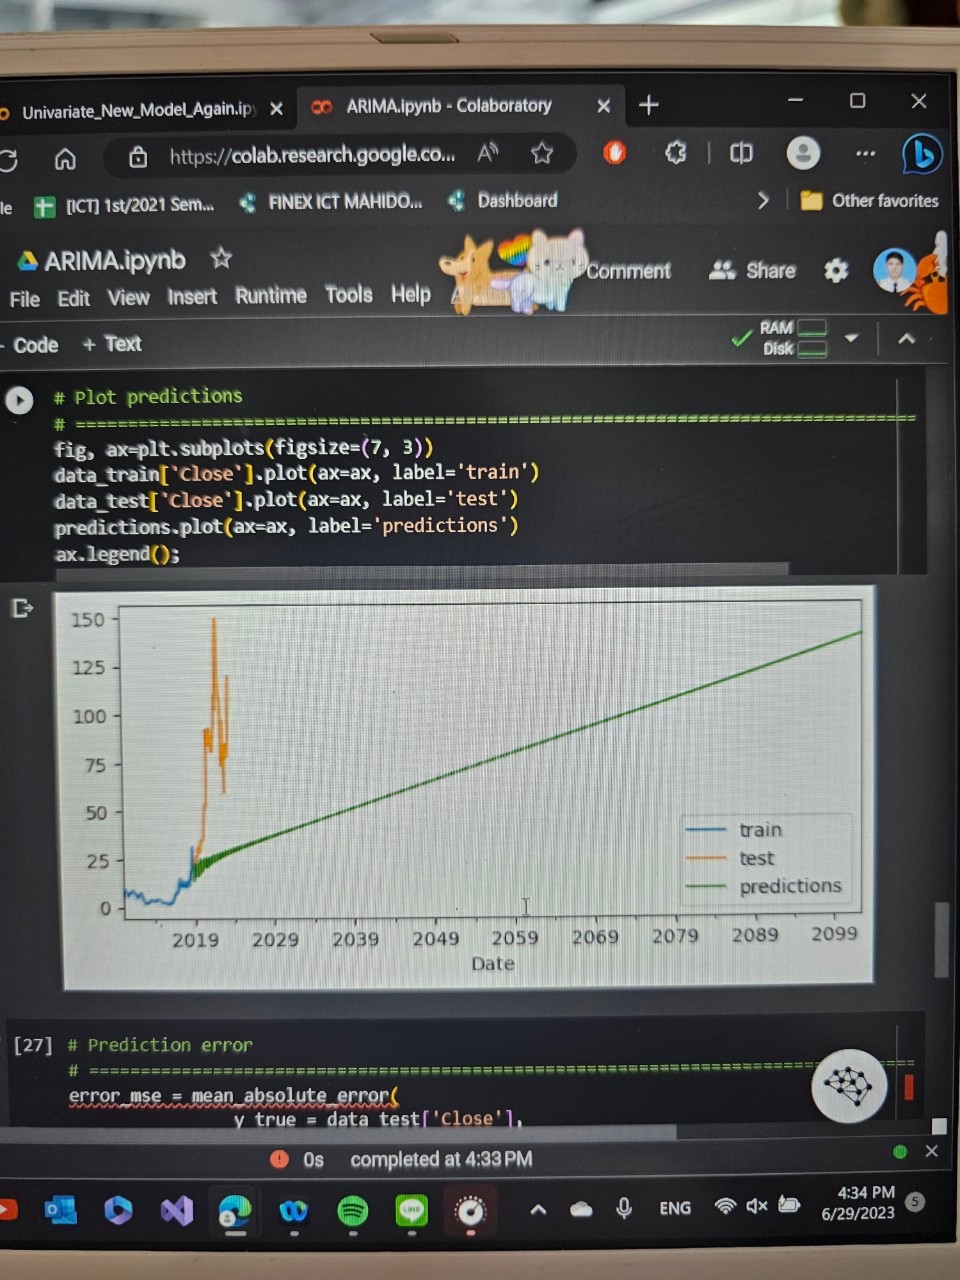 Univariate_New_Model_Again.ip
ARIMA.ipynb - Colaboratory
https://colab.research.google.co...
[ICT] 1st/2021 Sem...
FINEX ICT MAHIDO...
Dashboard
Other favorites
ARIMA.ipynb
Comment
Share
File Edit View Insert Runtime Tools Help
Code + Text
RAM
Disk
# Plot predictions
# ==============================================================================
fig, ax=plt.subplots(figsize=(7, 3))
data_train['Close'].plot(ax=ax, label='train')
data_test['Close'].plot(ax=ax, label='test')
predictions.plot(ax=ax, label='predictions')
ax.legend();
150
125
100
75
50
25
0
train
test
predictions
2019 2029 2039 2049 2059 2069 2079 2089 2099
Date
[27] # Prediction error
# ==============================================================================
error_mse = mean_absolute_error(
y_true = data_test['Close'],
0s completed at 4:33 PM
LINE
ENG
4:34 PM
6/29/2023
5